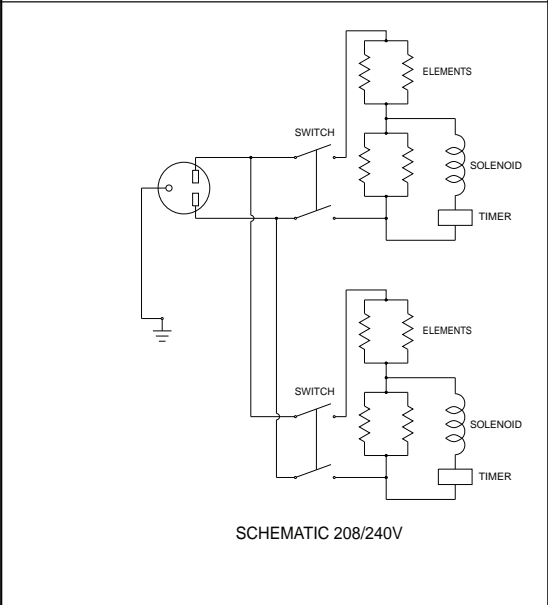 ELEMENTS
SWITCH
SOLENOID
TIMER
ELEMENTS
SWITCH
SOLENOID
TIMER
SCHEMATIC 208/240V